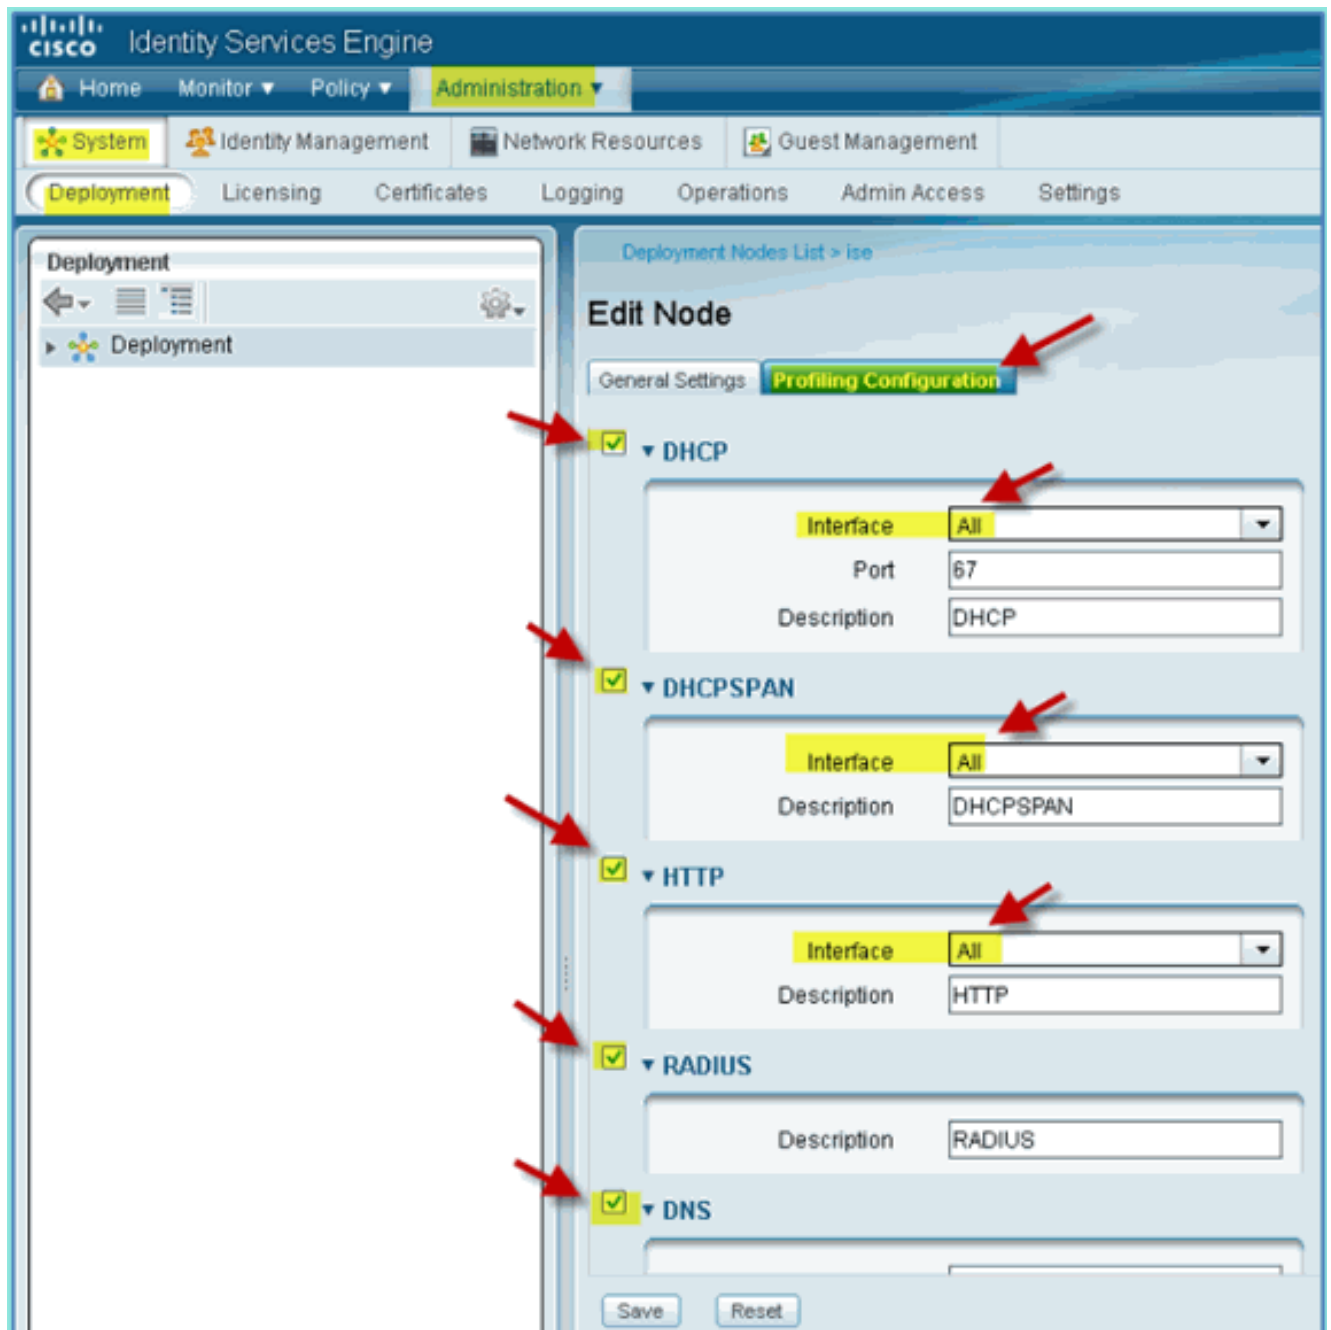 CISCO Identity Services Engine
Home Monitor Policy Administration
System Identity Management Network Resources Guest Management
Deployment Licensing Certificates Logging Operations Admin Access Settings
Deployment
Deployment
Deployment Nodes List > ise
Edit Node
General Settings Profiling Configuration
DHCP
Interface All
Port 67
Description DHCP
DHCPSPAN
Interface All
Description DHCPSPAN
HTTP
Interface All
Description HTTP
RADIUS
Description RADIUS
DNS
Save Reset